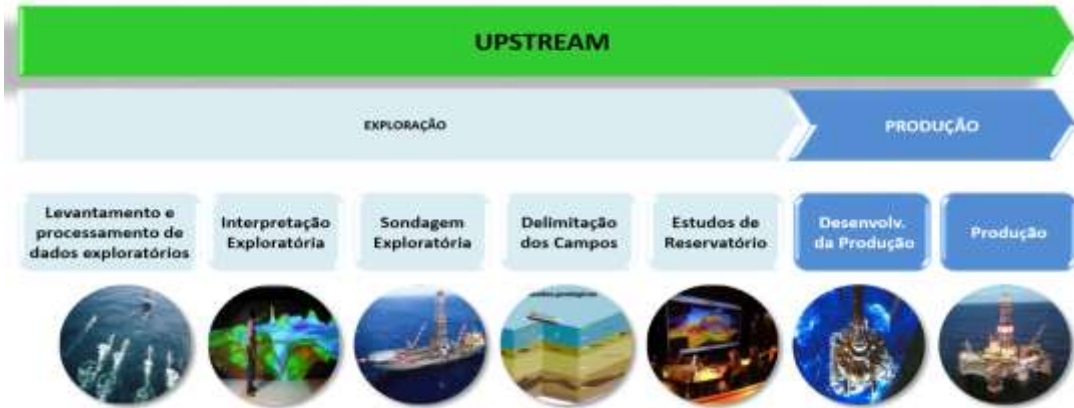 UPSTREAM
EXPLORAÇÃO
PRODUÇÃO
Levantamento e
processamento de
dados exploratórios
Interpretação
Exploratória
Sondagem
Exploratória
Delimitação
dos Campos
Estudos de
Reservatório
Desenvolv.
da Produção
Produção